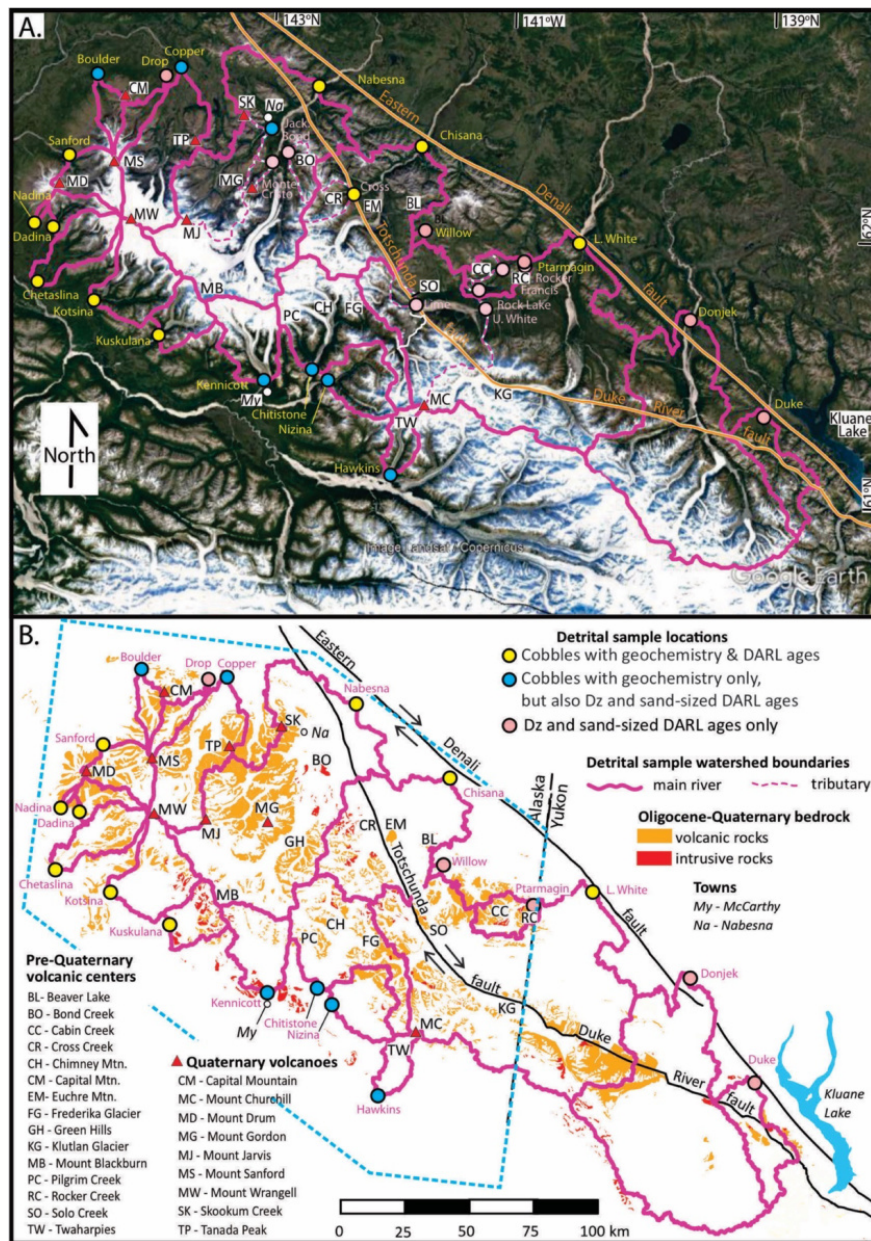 A.
143ºN
141ºW
139ºN
Copper
Drop
Boulder
CM
SK
Na
Nabesna
Eastern
Jack
Bond
BO
TP
Sanford
MS
MD
MG
Monte
Cristo
Chisana
Denali
Cross
CR
EM
BL
BL
Willow
Nadina
Dadina
MW
MJ
L. White
62ºN
fault
Totschunda
CC
Ptarmagin
RC
Rocker
Francis
Rock Lake
U. White
SO
Lime
Chetaslina
Kotsina
MB
PC
CH
FG
Kuskulana
fault
Donjek
Kennicott
My
Chitistone
Nizina
KG
Duke
River
fault
Duke
Kluane
Lake
MC
TW
Hawkins
North
61ºN
Image Landsat / Copernicus
Google Earth
B.
Detrital sample locations
Cobbles with geochemistry & DARL ages
Cobbles with geochemistry only,
but also Dz and sand-sized DARL ages
Dz and sand-sized DARL ages only
Detrital sample watershed boundaries
main river
tributary
Oligocene-Quaternary bedrock
volcanic rocks
intrusive rocks
Towns
My - McCarthy
Na - Nabesna
Boulder
Drop
Copper
Eastern
Nabesna
CM
SK
Na
TP
BO
Sanford
MS
MD
Denali
Alaska
Yukon
Chisana
Nadina
Dadina
MW
MJ
MG
GH
CR
EM
BL
Totschunda
Willow
Chetaslina
Kotsina
MB
Ptarmagin
L. White
CC
RC
Kuskulana
CH
PC
FG
SO
fault
fault
Donjek
Kennicott
My
Chitistone
Nizina
KG
MC
TW
Duke
River
fault
Duke
Kluane
Lake
Hawkins
Pre-Quaternary
volcanic centers
BL- Beaver Lake
BO - Bond Creek
CC - Cabin Creek
CR - Cross Creek
CH - Chimney Mtn.
CM - Capital Mtn.
EM- Euchre Mtn.
FG - Frederika Glacier
GH - Green Hills
KG - Klutlan Glacier
MB - Mount Blackburn
PC - Pilgrim Creek
RC - Rocker Creek
SO - Solo Creek
TW - Twaharpies
Quaternary volcanoes
CM - Capital Mountain
MC - Mount Churchill
MD - Mount Drum
MG - Mount Gordon
MJ - Mount Jarvis
MS - Mount Sanford
MW - Mount Wrangell
SK - Skookum Creek
TP - Tanada Peak
0 25 50 75 100 km